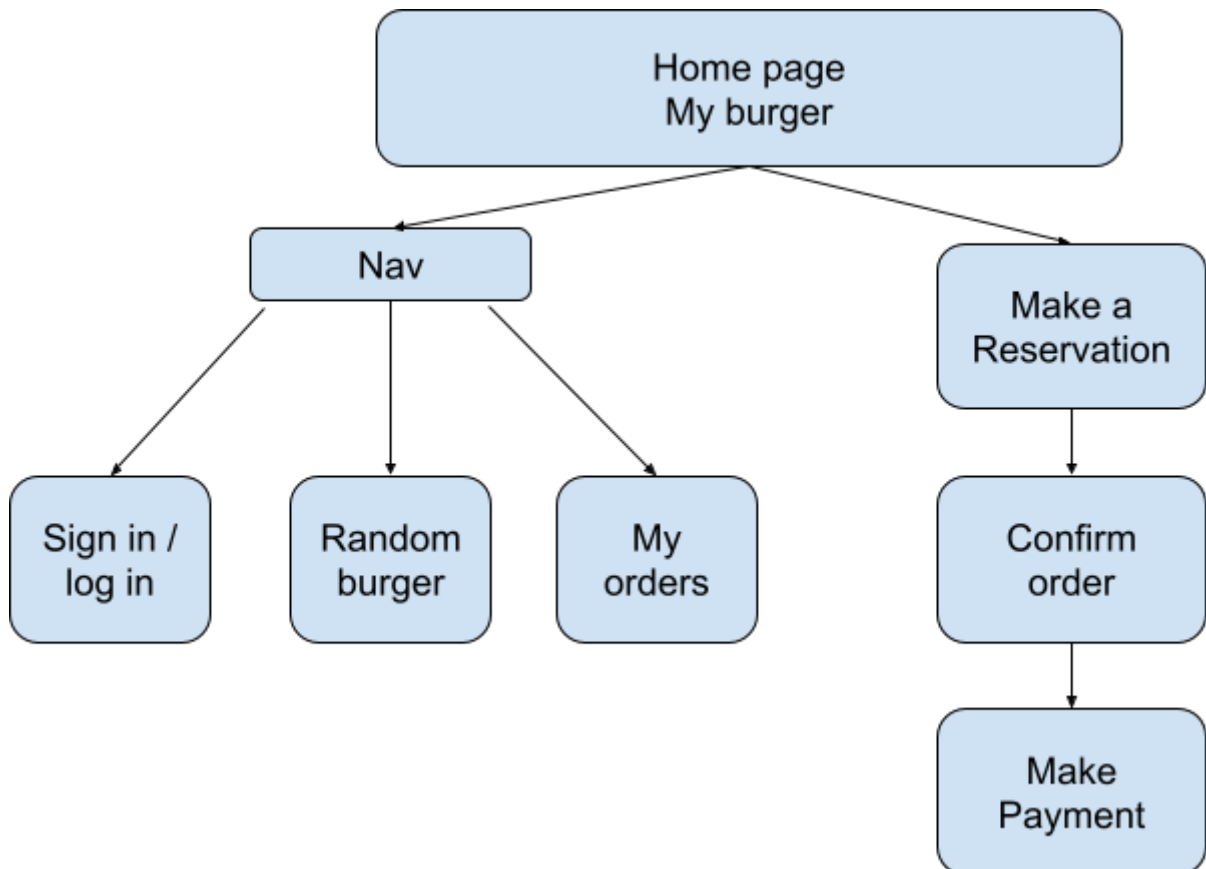 Home page
My burger
Nav
Make a
Reservation
Sign in /
log in
Random
burger
My
orders
Confirm
order
Make
Payment